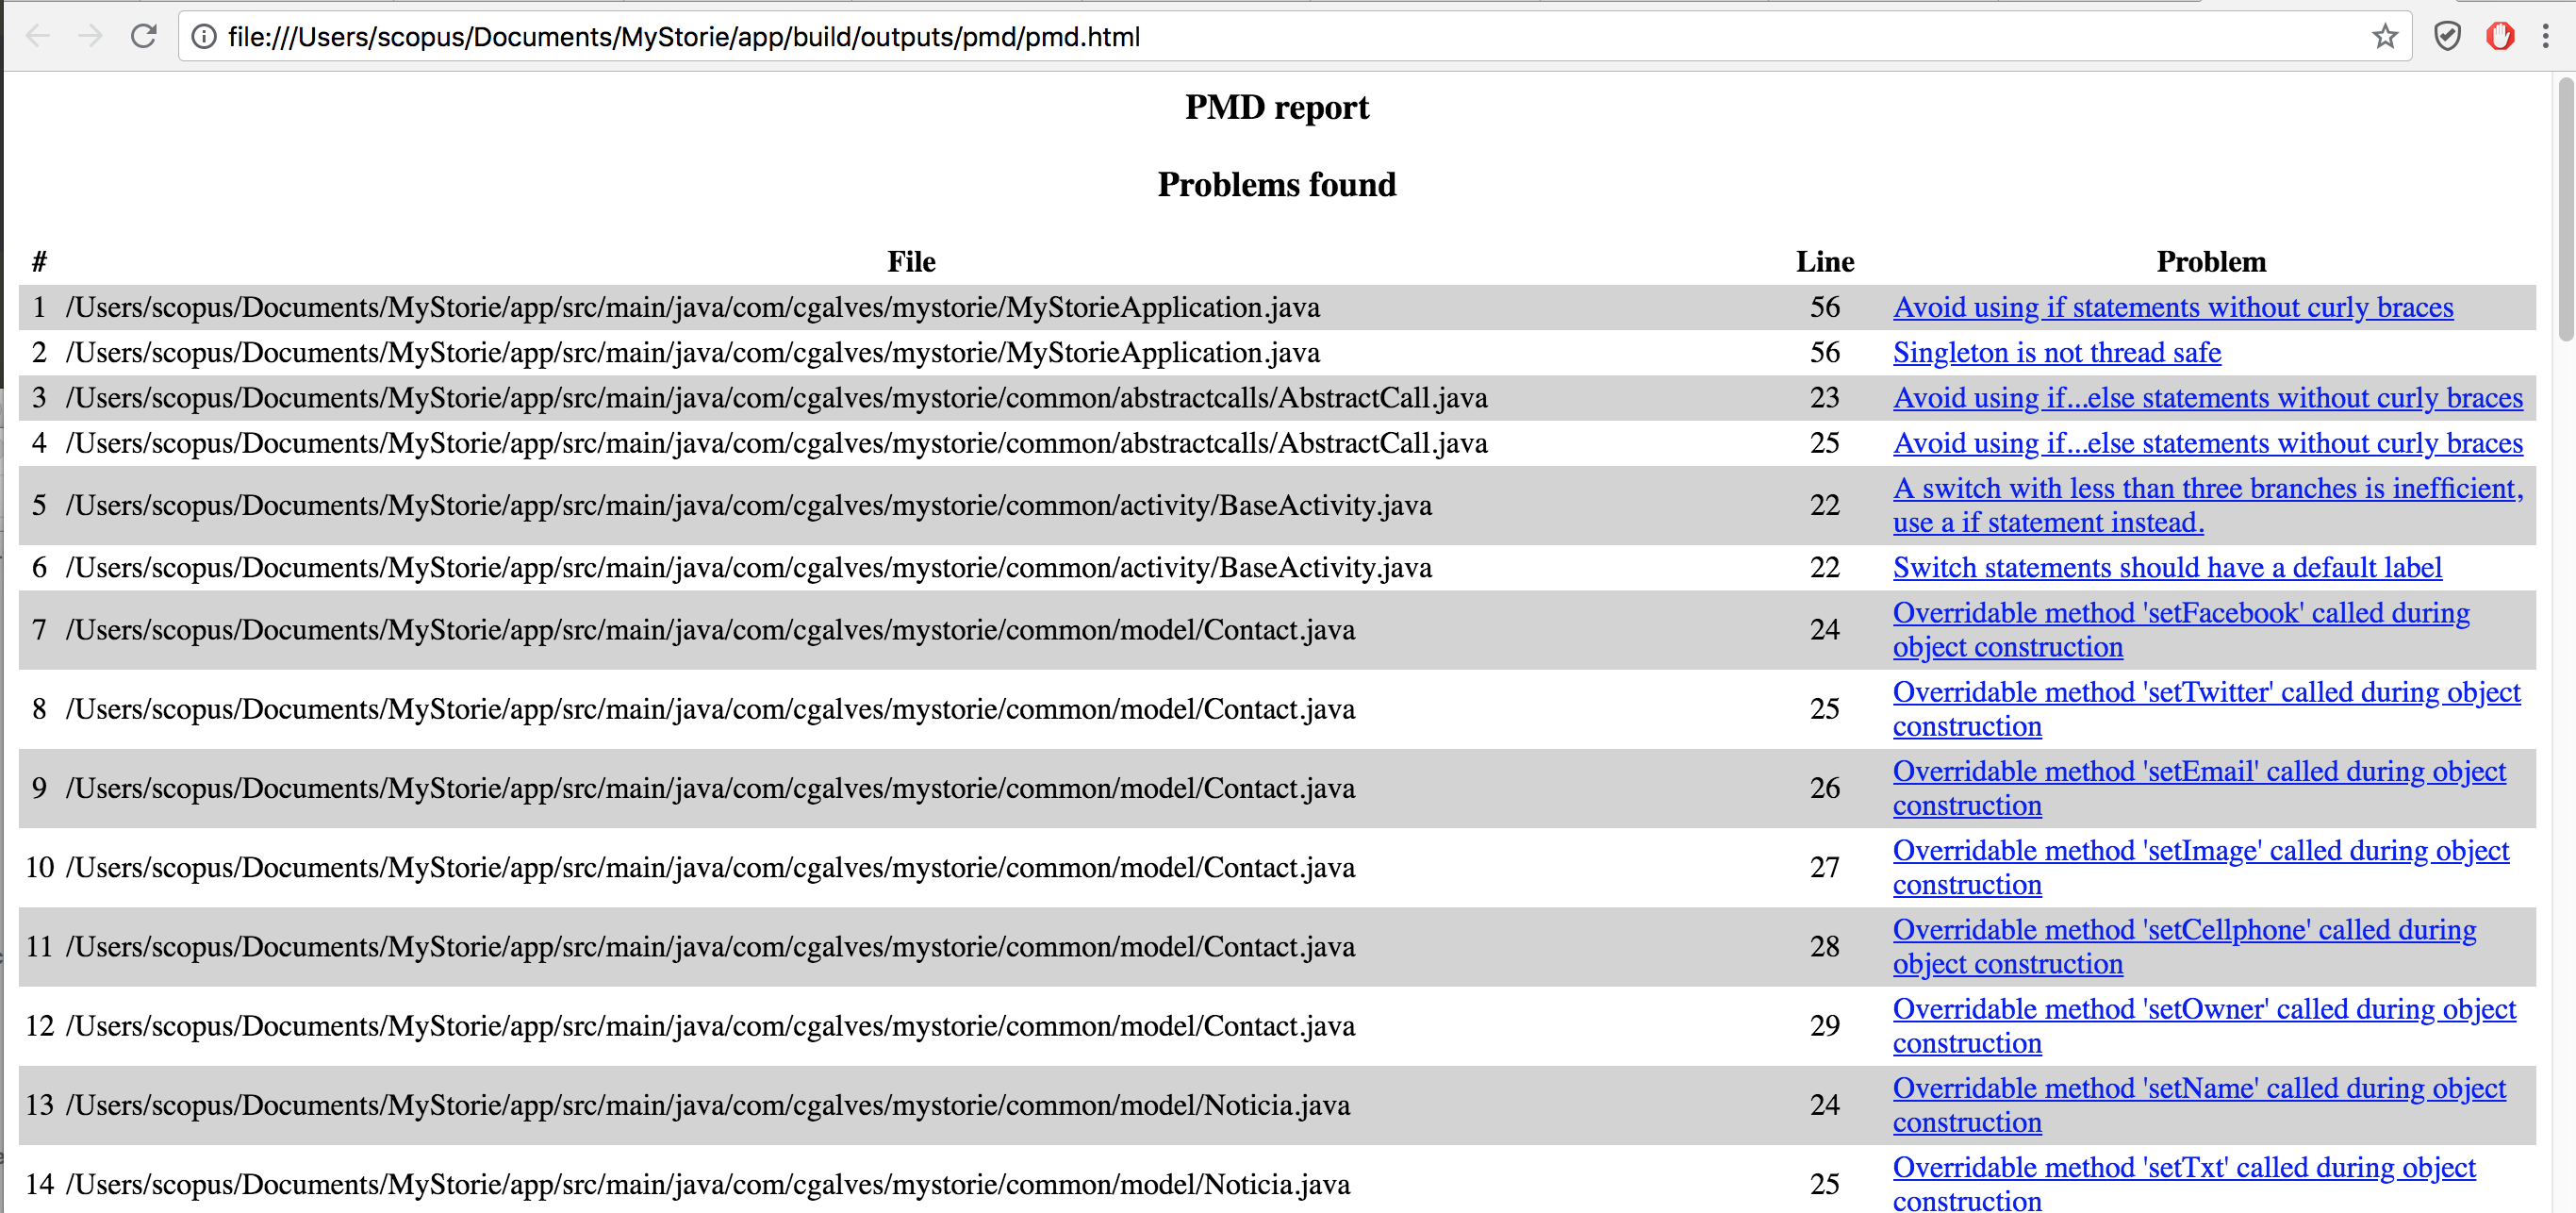 file:///Users/scopus/Documents/MyStorie/app/build/outputs/pmd/pmd.html
PMD report
Problems found
# File Line Problem
1 /Users/scopus/Documents/MyStorie/app/src/main/java/com/cgalves/mystorie/MyStorieApplication.java 56 Avoid using if statements without curly braces
2 /Users/scopus/Documents/MyStorie/app/src/main/java/com/cgalves/mystorie/MyStorieApplication.java 56 Singleton is not thread safe
3 /Users/scopus/Documents/MyStorie/app/src/main/java/com/cgalves/mystorie/common/abstractcalls/AbstractCall.java 23 Avoid using if...else statements without curly braces
4 /Users/scopus/Documents/MyStorie/app/src/main/java/com/cgalves/mystorie/common/abstractcalls/AbstractCall.java 25 Avoid using if...else statements without curly braces
5 /Users/scopus/Documents/MyStorie/app/src/main/java/com/cgalves/mystorie/common/activity/BaseActivity.java 22 A switch with less than three branches is inefficient,
use a if statement instead.
6 /Users/scopus/Documents/MyStorie/app/src/main/java/com/cgalves/mystorie/common/activity/BaseActivity.java 22 Switch statements should have a default label
7 /Users/scopus/Documents/MyStorie/app/src/main/java/com/cgalves/mystorie/common/model/Contact.java 24 Overridable method 'setFacebook' called during
object construction
8 /Users/scopus/Documents/MyStorie/app/src/main/java/com/cgalves/mystorie/common/model/Contact.java 25 Overridable method 'setTwitter' called during object
construction
9 /Users/scopus/Documents/MyStorie/app/src/main/java/com/cgalves/mystorie/common/model/Contact.java 26 Overridable method 'setEmail' called during object
construction
10 /Users/scopus/Documents/MyStorie/app/src/main/java/com/cgalves/mystorie/common/model/Contact.java 27 Overridable method 'setImage' called during object
construction
11 /Users/scopus/Documents/MyStorie/app/src/main/java/com/cgalves/mystorie/common/model/Contact.java 28 Overridable method 'setCellphone' called during
object construction
12 /Users/scopus/Documents/MyStorie/app/src/main/java/com/cgalves/mystorie/common/model/Contact.java 29 Overridable method 'setOwner' called during object
construction
13 /Users/scopus/Documents/MyStorie/app/src/main/java/com/cgalves/mystorie/common/model/Noticia.java 24 Overridable method 'setName' called during object
construction
14 /Users/scopus/Documents/MyStorie/app/src/main/java/com/cgalves/mystorie/common/model/Noticia.java 25 Overridable method 'setTxt' called during object
construction